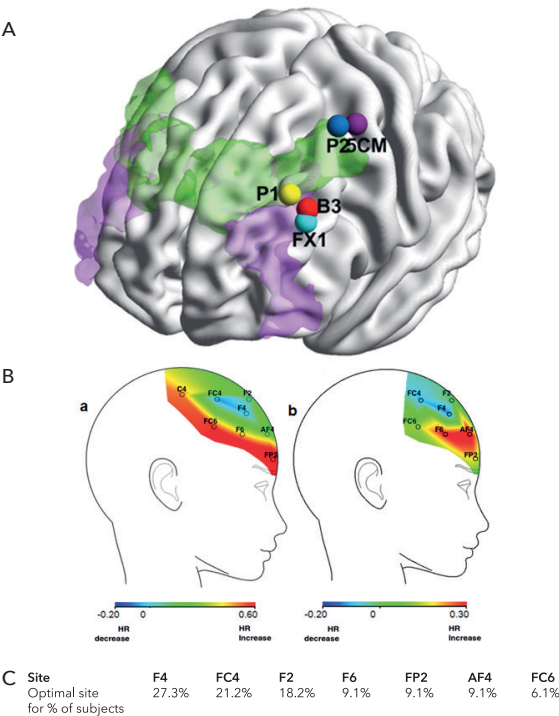 A
P25CM
P1
B3
FX1
B
a
b
C4
FC4
F2
F4
FC6
F6
AF4
FP2
FC4
F2
F4
FC6
F6
AF4
FP2
-0.20 0 0.60
HR decrease
HR Increase
-0.20 0 0.30
HR decrease
HR Increase
C Site F4 FC4 F2 F6 FP2 AF4 FC6
Optimal site 27.3% 21.2% 18.2% 9.1% 9.1% 9.1% 6.1%
for % of subjects